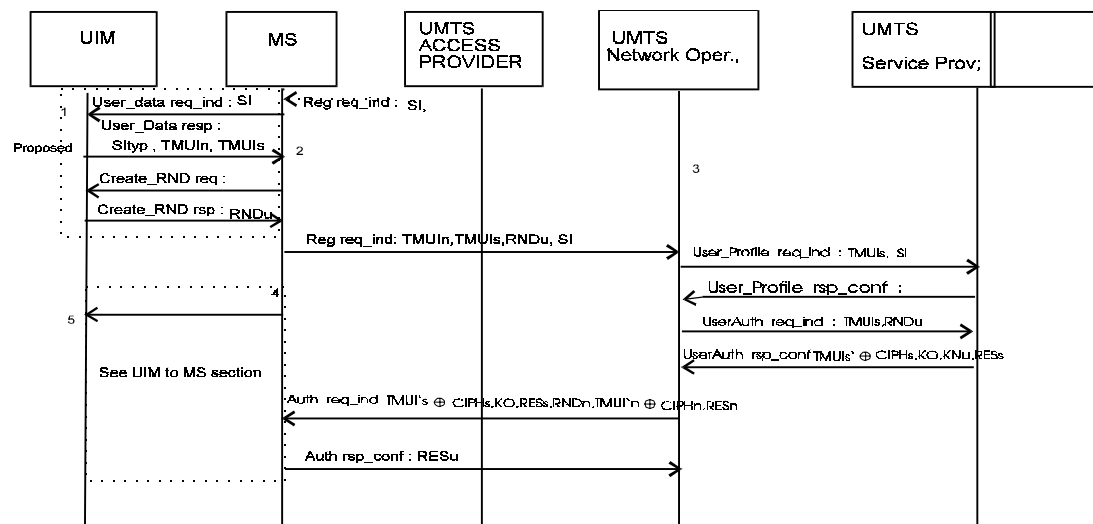 UIM
MS
UMTS
ACCESS
PROVIDER
UMTS
Network Oper.,
UMTS
Service Prov;
1
User_data req_ind : SI
Reg req_ind : SI,
User_Data resp :
Proposed
SItyp , TMUIn, TMUIs
2
3
Create_RND req :
Create_RND rsp : RNDu
Reg req_ind: TMUIn,TMUIs,RNDu, SI
User_Profile req_ind : TMUIs, SI
4
User_Profile rsp_conf :
5
UserAuth req_ind : TMUIs,RNDu
UserAuth rsp_conf TMUIs` ⊕ CIPHs,KO,KNu,RESs
See UIM to MS section
Auth req_ind TMUI`s ⊕ CIPHs,KO,RESs,RNDn,TMUI`n ⊕ CIPHn,RESn
Auth rsp_conf : RESu